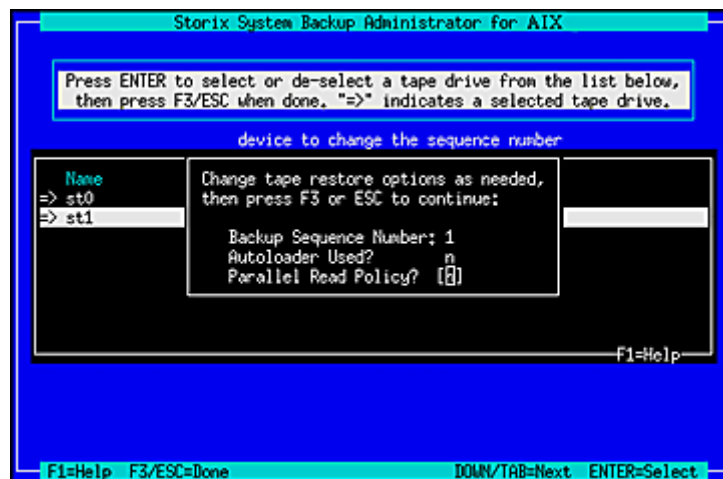 Storix System Backup Administrator for AIX
Press ENTER to select or de-select a tape drive from the list below,
then press F3/ESC when done. "=>" indicates a selected tape drive.
device to change the sequence number
Name
=> st0
=> st1
Change tape restore options as needed,
then press F3 or ESC to continue:
Backup Sequence Number: 1
Autoloader Used? n
Parallel Read Policy? [n]
F1=Help
F1=Help F3/ESC=Done DOWN/TAB=Next ENTER=Select